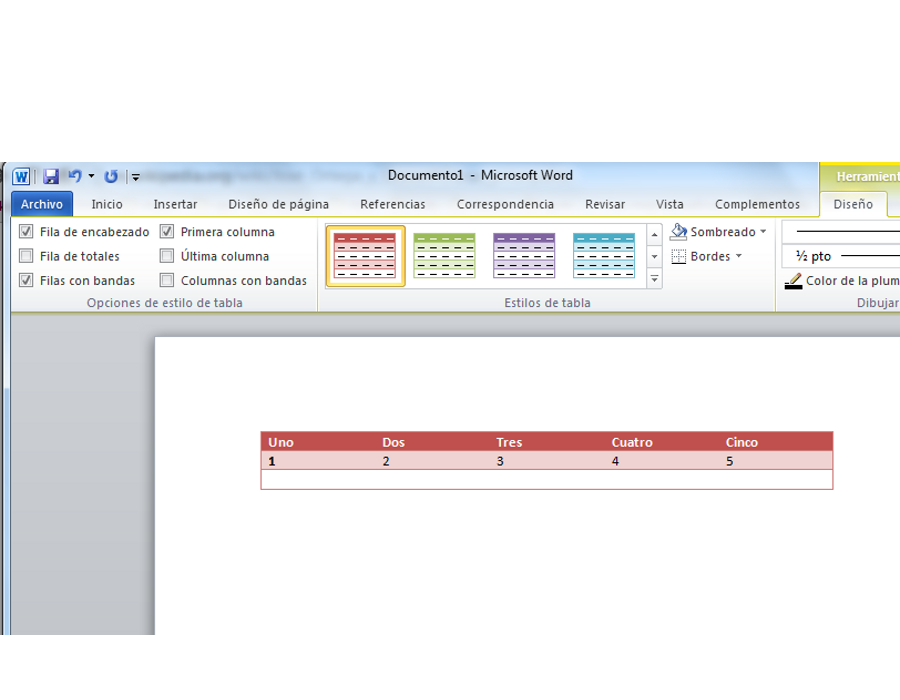 Documento1 - Microsoft Word
Herramient
Archivo Inicio Insertar Diseño de página Referencias Correspondencia Revisar Vista Complementos Diseño
Fila de encabezado Primera columna Sombreado
Fila de totales Última columna Bordes ½ pto
Filas con bandas Columnas con bandas Color de la plum
Opciones de estilo de tabla Estilos de tabla Dibujar
Uno Dos Tres Cuatro Cinco
1 2 3 4 5